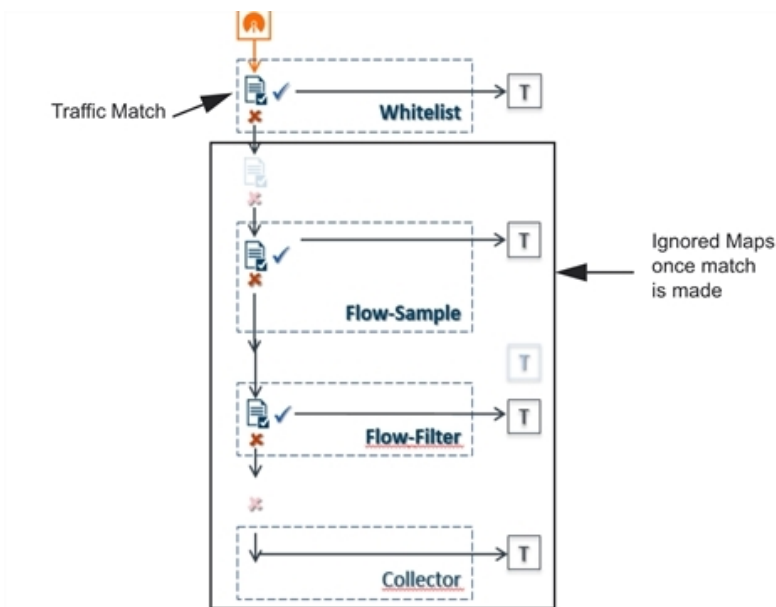 Traffic Match
T
Whitelist
T
Ignored Maps
once match
is made
Flow-Sample
T
T
Flow-Filter
T
Collector